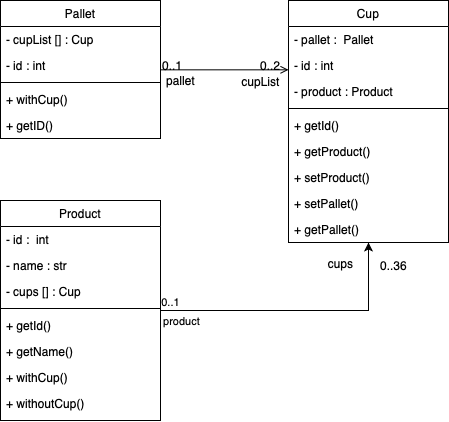 Pallet
- cupList [] : Cup
- id : int
+ withCup()
+ getID()
0..1
pallet
0..2
cupList
Cup
- pallet :  Pallet
- id : int
- product : Product
+ getId()
+ getProduct()
+ setProduct()
+ setPallet()
+ getPallet()
Product
- id :  int
- name : str
- cups [] : Cup
+ getId()
+ getName()
+ withCup()
+ withoutCup()
0..1
product
cups
0..36